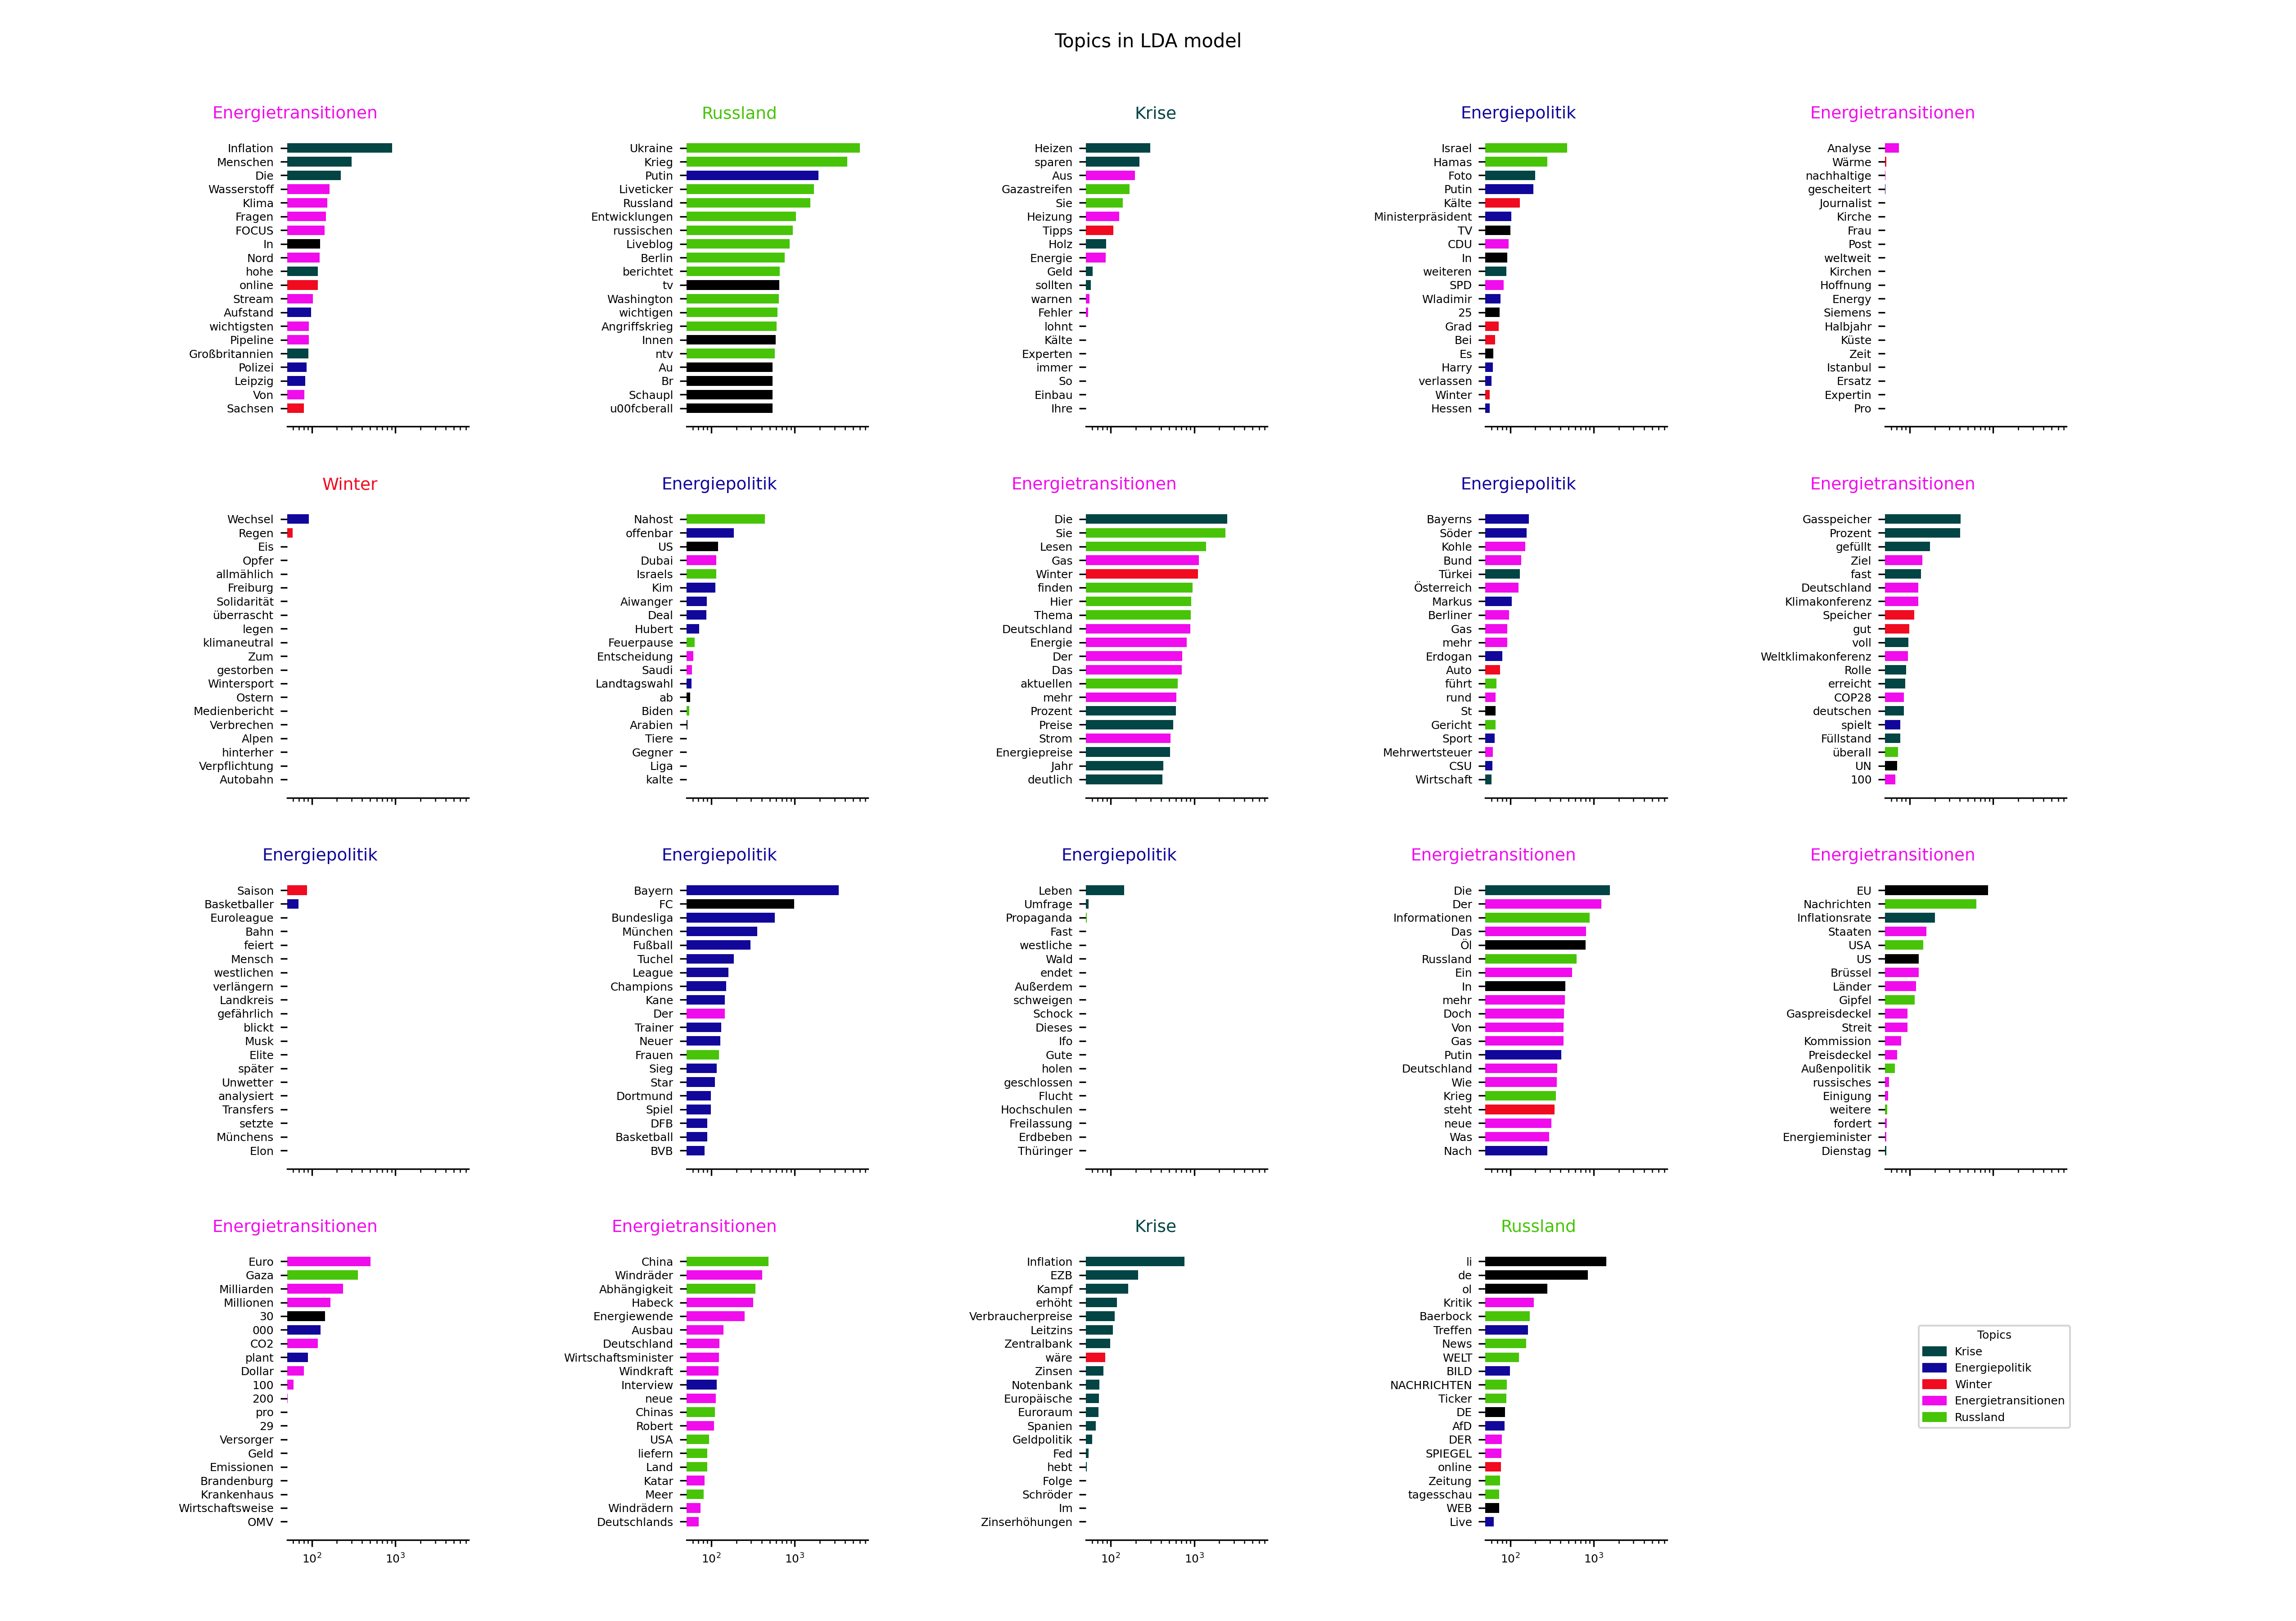 Topics in LDA model
Energietransitionen
Inflation
Menschen
Die
Wasserstoff
Klima
Fragen
FOCUS
In
Nord
hohe
online
Stream
Aufstand
wichtigsten
Pipeline
Großbritannien
Polizei
Leipzig
Von
Sachsen
Russland
Ukraine
Krieg
Putin
Liveticker
Russland
Entwicklungen
russischen
Liveblog
Berlin
berichtet
tv
Washington
wichtigen
Angriffskrieg
Innen
ntv
Au
Br
Schaupl
u00fcberall
Krise
Heizen
sparen
Aus
Gazastreifen
Sie
Heizung
Tipps
Holz
Energie
Geld
sollten
warnen
Fehler
lohnt
Kälte
Experten
immer
So
Einbau
Ihre
Energiepolitik
Israel
Hamas
Foto
Putin
Kälte
Ministerpräsident
TV
CDU
In
weiteren
SPD
Wladimir
25
Grad
Bei
Es
Harry
verlassen
Winter
Hessen
Energietransitionen
Analyse
Wärme
nachhaltige
gescheitert
Journalist
Kirche
Frau
Post
weltweit
Kirchen
Hoffnung
Energy
Siemens
Halbjahr
Küste
Zeit
Istanbul
Ersatz
Expertin
Pro
Winter
Wechsel
Regen
Eis
Opfer
allmählich
Freiburg
Solidarität
überrascht
legen
klimaneutral
Zum
gestorben
Wintersport
Ostern
Medienbericht
Verbrechen
Alpen
hinterher
Verpflichtung
Autobahn
Energiepolitik
Nahost
offenbar
US
Dubai
Israels
Kim
Aiwanger
Deal
Hubert
Feuerpause
Entscheidung
Saudi
Landtagswahl
ab
Biden
Arabien
Tiere
Gegner
Liga
kalte
Energietransitionen
Die
Sie
Lesen
Gas
Winter
finden
Hier
Thema
Deutschland
Energie
Der
Das
aktuellen
mehr
Prozent
Preise
Strom
Energiepreise
Jahr
deutlich
Energiepolitik
Bayerns
Söder
Kohle
Bund
Türkei
Österreich
Markus
Berliner
Gas
mehr
Erdogan
Auto
führt
rund
St
Gericht
Sport
Mehrwertsteuer
CSU
Wirtschaft
Energietransitionen
Gasspeicher
Prozent
gefüllt
Ziel
fast
Deutschland
Klimakonferenz
Speicher
gut
voll
Weltklimakonferenz
Rolle
erreicht
COP28
deutschen
spielt
Füllstand
überall
UN
100
Energiepolitik
Saison
Basketballer
Euroleague
Bahn
feiert
Mensch
westlichen
verlängern
Landkreis
gefährlich
blickt
Musk
Elite
später
Unwetter
analysiert
Transfers
setzte
Münchens
Elon
Energiepolitik
Bayern
FC
Bundesliga
München
Fußball
Tuchel
League
Champions
Kane
Der
Trainer
Neuer
Frauen
Sieg
Star
Dortmund
Spiel
DFB
Basketball
BVB
Energiepolitik
Leben
Umfrage
Propaganda
Fast
westliche
Wald
endet
Außerdem
schweigen
Schock
Dieses
Ifo
Gute
holen
geschlossen
Flucht
Hochschulen
Freilassung
Erdbeben
Thüringer
Energietransitionen
Die
Der
Informationen
Das
Öl
Russland
Ein
In
mehr
Doch
Von
Gas
Putin
Deutschland
Wie
Krieg
steht
neue
Was
Nach
Energietransitionen
EU
Nachrichten
Inflationsrate
Staaten
USA
US
Brüssel
Länder
Gipfel
Gaspreisdeckel
Streit
Kommission
Preisdeckel
Außenpolitik
russisches
Einigung
weitere
fordert
Energieminister
Dienstag
Energietransitionen
Euro
Gaza
Milliarden
Millionen
30
000
CO2
plant
Dollar
100
200
pro
29
Versorger
Geld
Emissionen
Brandenburg
Krankenhaus
Wirtschaftsweise
OMV
10² 10³
Energietransitionen
China
Windräder
Abhängigkeit
Habeck
Energiewende
Ausbau
Deutschland
Wirtschaftsminister
Windkraft
Interview
neue
Chinas
Robert
USA
liefern
Land
Katar
Meer
Windrädern
Deutschlands
10² 10³
Krise
Inflation
EZB
Kampf
erhöht
Verbraucherpreise
Leitzins
Zentralbank
wäre
Zinsen
Notenbank
Europäische
Euroraum
Spanien
Geldpolitik
Fed
hebt
Folge
Schröder
Im
Zinserhöhungen
10² 10³
Russland
li
de
ol
Kritik
Baerbock
Treffen
News
WELT
BILD
NACHRICHTEN
Ticker
DE
AfD
DER
SPIEGEL
online
Zeitung
tagesschau
WEB
Live
10² 10³
Topics
Krise
Energiepolitik
Winter
Energietransitionen
Russland